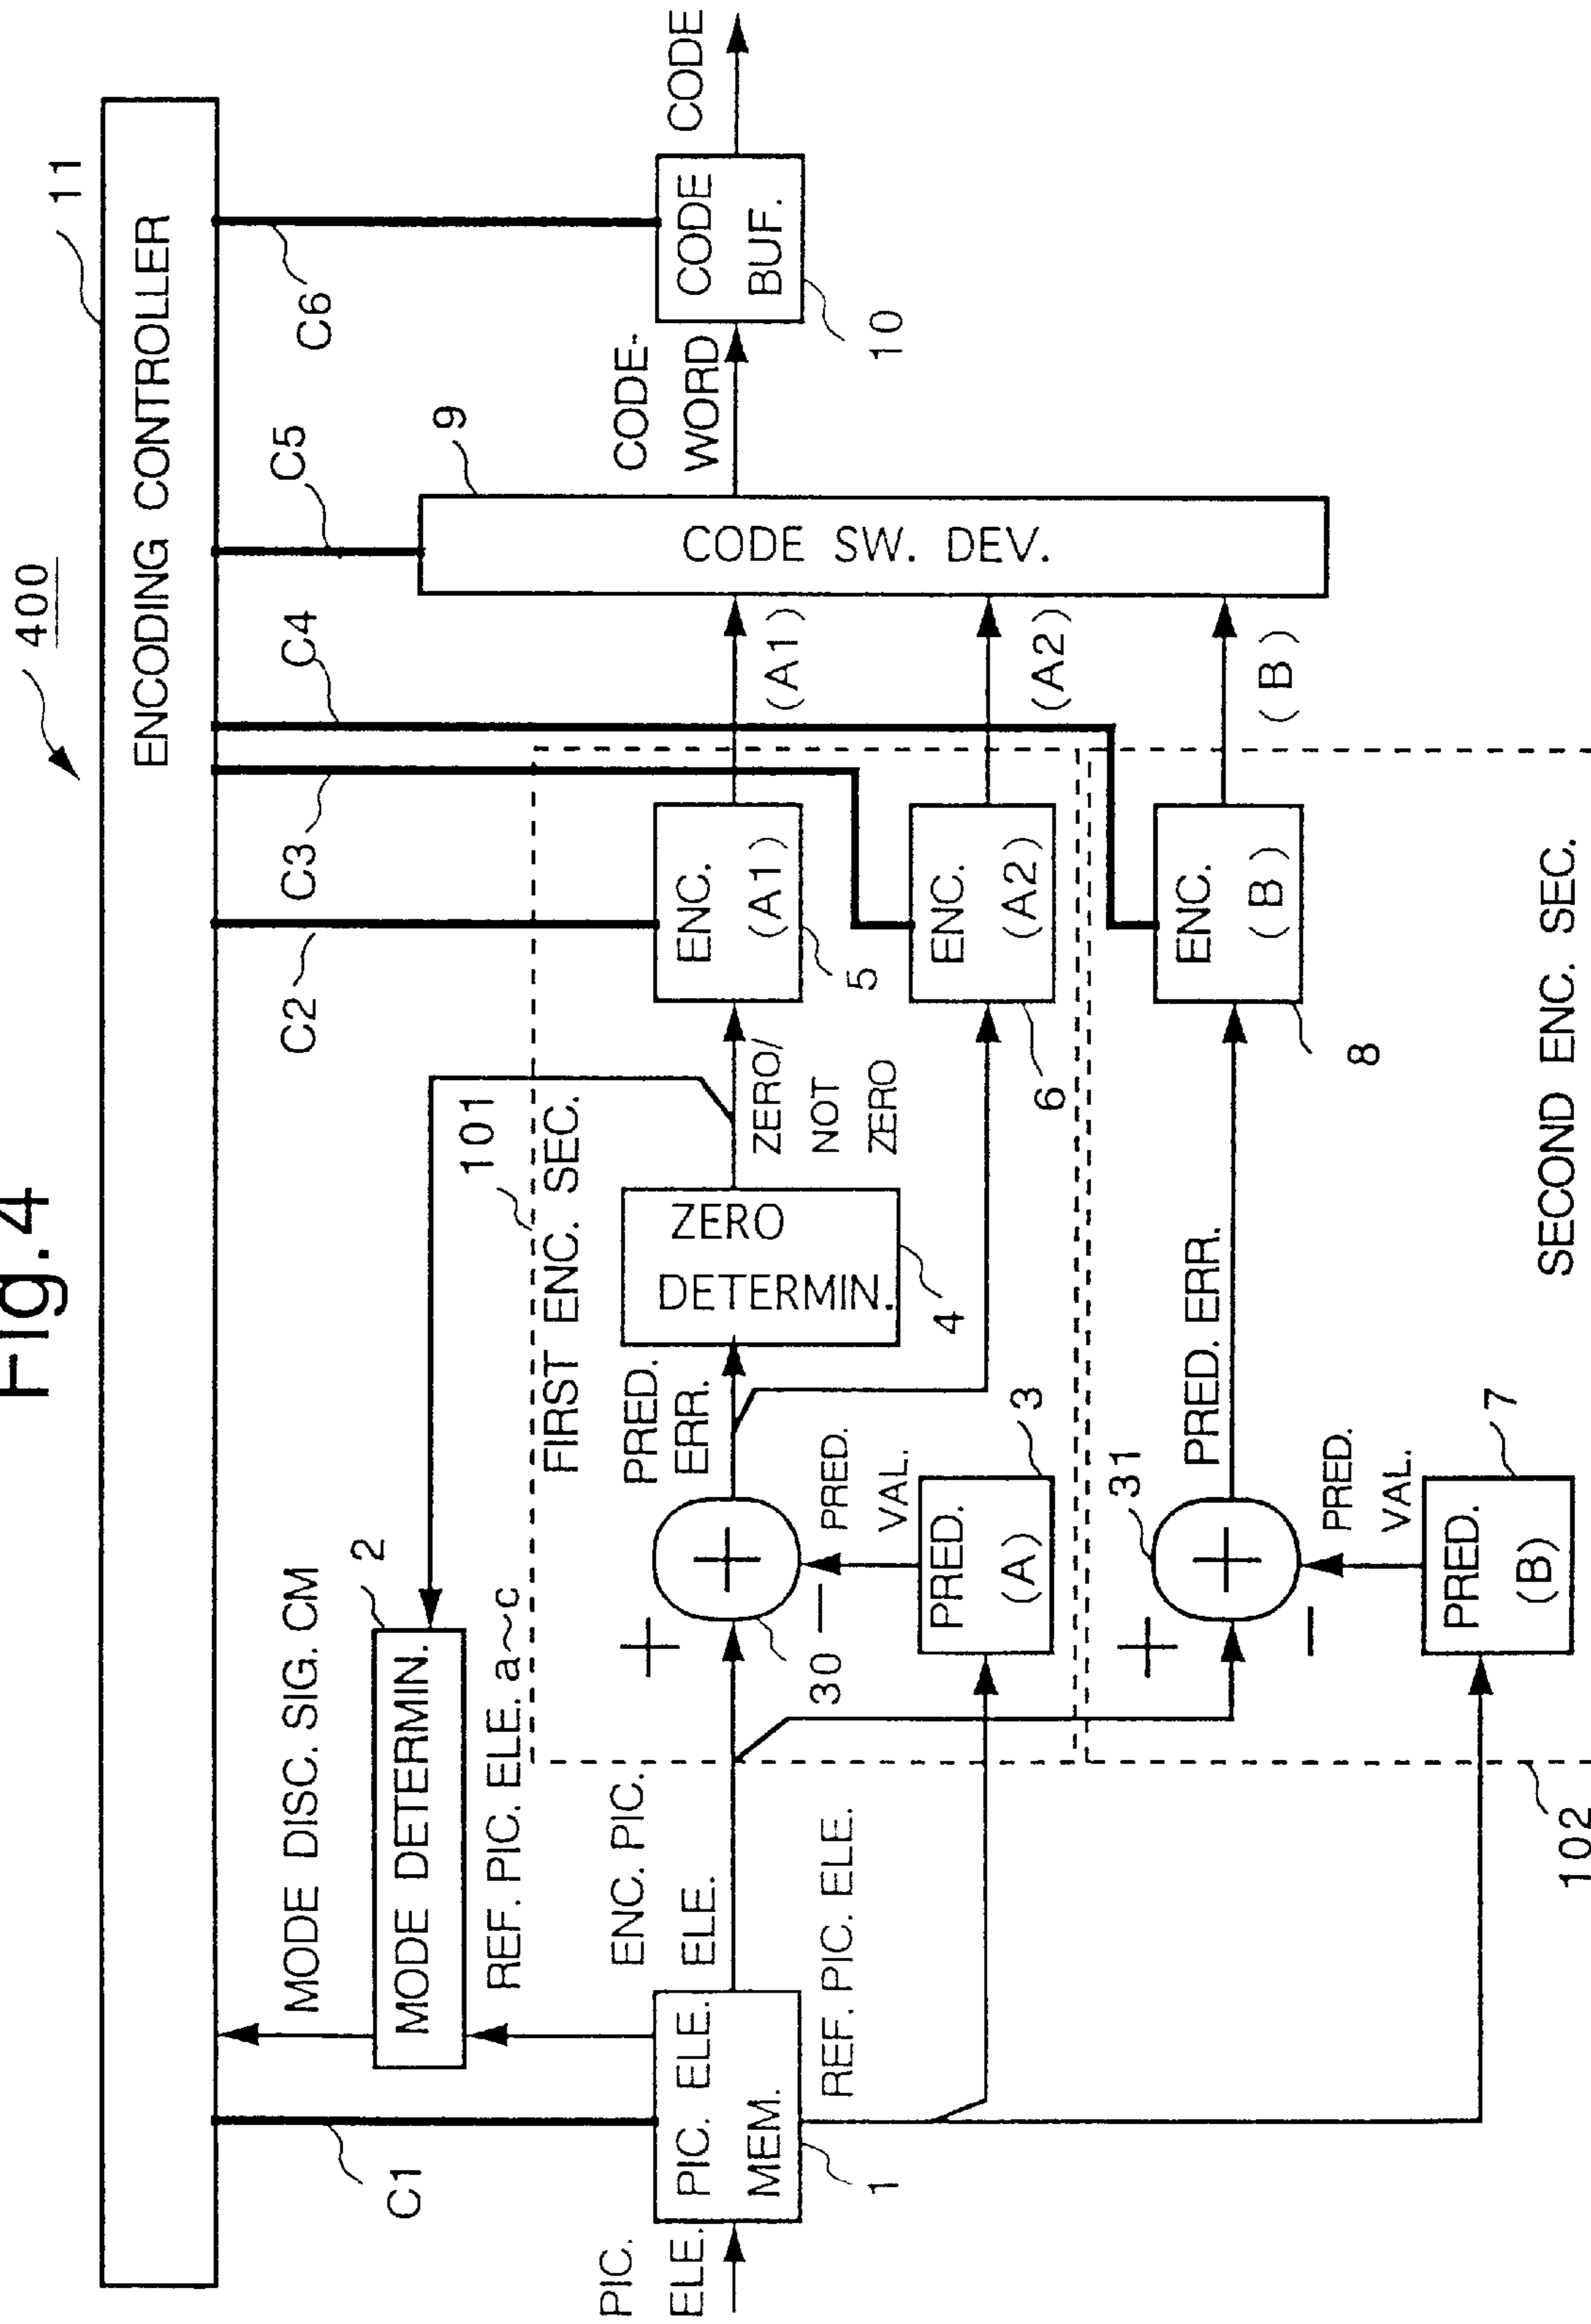 Fig.4
400
11
ENCODING CONTROLLER
C1
MODE DISC. SIG. CM
2
MODE DETERMIN.
C2
C3
C4
C5
C6
REF. PIC. ELE. a~c
101
FIRST ENC. SEC.
PIC.
ELE.
PIC. ELE.
MEM.
1
ENC. PIC.
ELE.
REF. PIC. ELE.
+
+
30
−
PRED.
VAL.
PRED.
(A)
3
PRED.
ERR.
ZERO
DETERMIN.
4
ZERO/
NOT
ZERO
ENC.
(A1)
5
(A1)
ENC.
(A2)
6
(A2)
9
CODE SW. DEV.
CODE-
WORD
CODE
BUF.
10
CODE
+
+
31
−
PRED.
VAL.
PRED.
(B)
7
PRED. ERR.
ENC.
(B)
8
(B)
102
SECOND ENC. SEC.